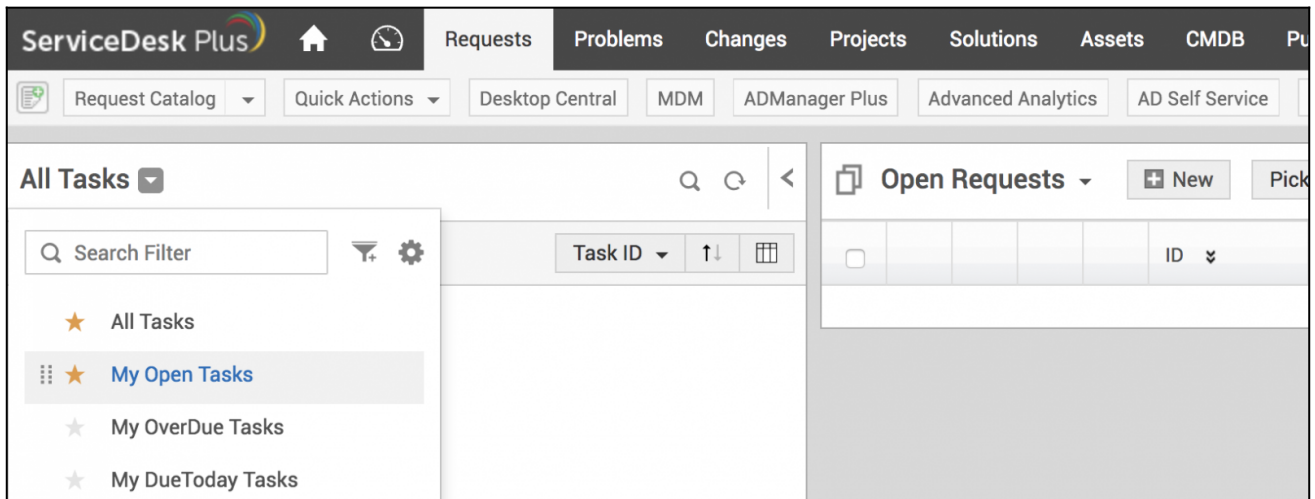 ServiceDesk Plus Requests Problems Changes Projects Solutions Assets CMDB
Request Catalog Quick Actions Desktop Central MDM ADManager Plus Advanced Analytics AD Self Service
All Tasks
Open Requests New Pick
Search Filter
Task ID
ID
All Tasks
My Open Tasks
My OverDue Tasks
My DueToday Tasks